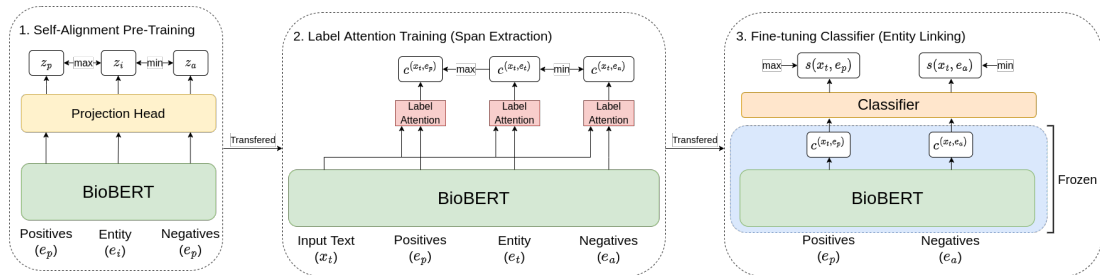 1. Self-Alignment Pre-Training
z_p max z_i min z_a
Projection Head
BioBERT
Positives Entity Negatives
(e_p) (e_i) (e_p)
Transfered
2. Label Attention Training (Span Extraction)
c^(x_t,e_p) max c^(x_t,e_t) min c^(x_t,e_a)
Label Attention Label Attention Label Attention
BioBERT
Input Text Positives Entity Negatives
(x_t) (e_p) (e_t) (e_a)
Transfered
3. Fine-tuning Classifier (Entity Linking)
max s(x_t, e_p) s(x_t, e_a) min
Classifier
c^(x_t,e_p) c^(x_t,e_a)
BioBERT
Frozen
Positives Negatives
(e_p) (e_a)